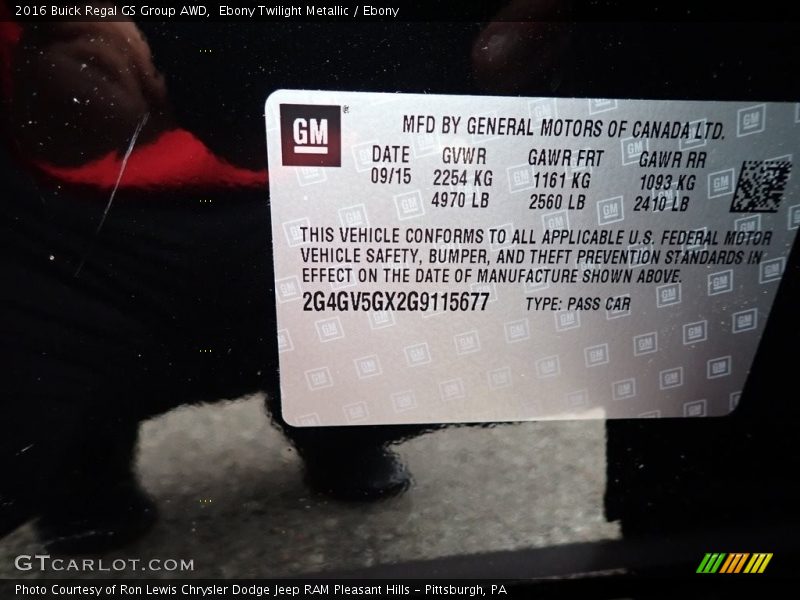 2016 Buick Regal GS Group AWD,  Ebony Twilight Metallic / Ebony
GM
MFD BY GENERAL MOTORS OF CANADA LTD.
DATE GVWR GAWR FRT GAWR RR
09/15 2254 KG 1161 KG 1093 KG
4970 LB 2560 LB 2410 LB
THIS VEHICLE CONFORMS TO ALL APPLICABLE U.S. FEDERAL MOTOR
VEHICLE SAFETY, BUMPER, AND THEFT PREVENTION STANDARDS IN
EFFECT ON THE DATE OF MANUFACTURE SHOWN ABOVE.
2G4GV5GX2G9115677 TYPE: PASS CAR
GTCARLOT.COM
Photo Courtesy of Ron Lewis Chrysler Dodge Jeep RAM Pleasant Hills - Pittsburgh, PA